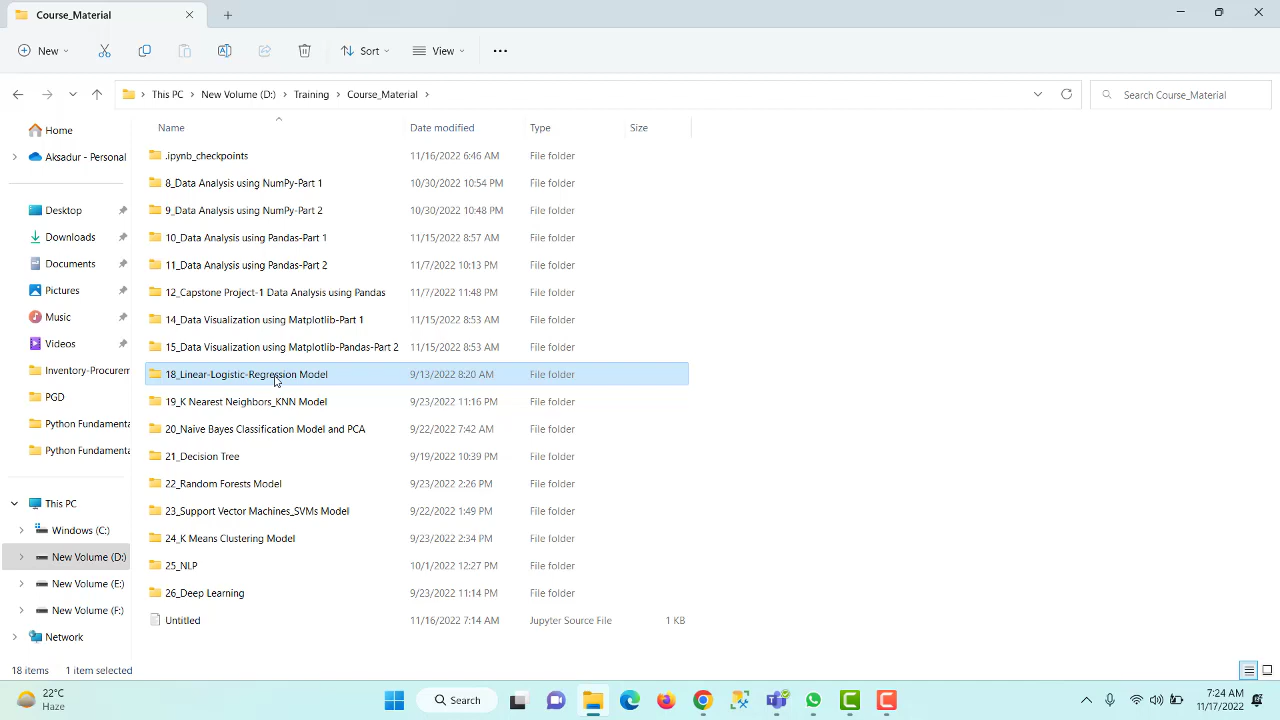 Course_Material
New
Sort
View
This PC
New Volume (D:)
Training
Course_Material
Search Course_Material
Name Date modified Type Size
Home
Aksadur - Personal
Desktop
Downloads
Documents
Pictures
Music
Videos
Inventory-Procurem
PGD
Python Fundamenta
Python Fundamenta
This PC
Windows (C:)
New Volume (D:)
New Volume (E:)
New Volume (F:)
Network
.ipynb_checkpoints 11/16/2022 6:46 AM File folder
8_Data Analysis using NumPy-Part 1 10/30/2022 10:54 PM File folder
9_Data Analysis using NumPy-Part 2 10/30/2022 10:48 PM File folder
10_Data Analysis using Pandas-Part 1 11/15/2022 8:57 AM File folder
11_Data Analysis using Pandas-Part 2 11/7/2022 10:13 PM File folder
12_Capstone Project-1 Data Analysis using Pandas 11/7/2022 11:48 PM File folder
14_Data Visualization using Matplotlib-Part 1 11/15/2022 8:53 AM File folder
15_Data Visualization using Matplotlib-Pandas-Part 2 11/15/2022 8:53 AM File folder
18_Linear-Logistic-Regression Model 9/13/2022 8:20 AM File folder
19_K Nearest Neighbors_KNN Model 9/23/2022 11:16 PM File folder
20_Naive Bayes Classification Model and PCA 9/22/2022 7:42 AM File folder
21_Decision Tree 9/19/2022 10:39 PM File folder
22_Random Forests Model 9/23/2022 2:26 PM File folder
23_Support Vector Machines_SVMs Model 9/22/2022 1:49 PM File folder
24_K Means Clustering Model 9/23/2022 2:34 PM File folder
25_NLP 10/1/2022 12:27 PM File folder
26_Deep Learning 9/23/2022 11:14 PM File folder
Untitled 11/16/2022 7:14 AM Jupyter Source File 1 KB
18 items 1 item selected
22°C
Haze
Search
7:24 AM
11/17/2022